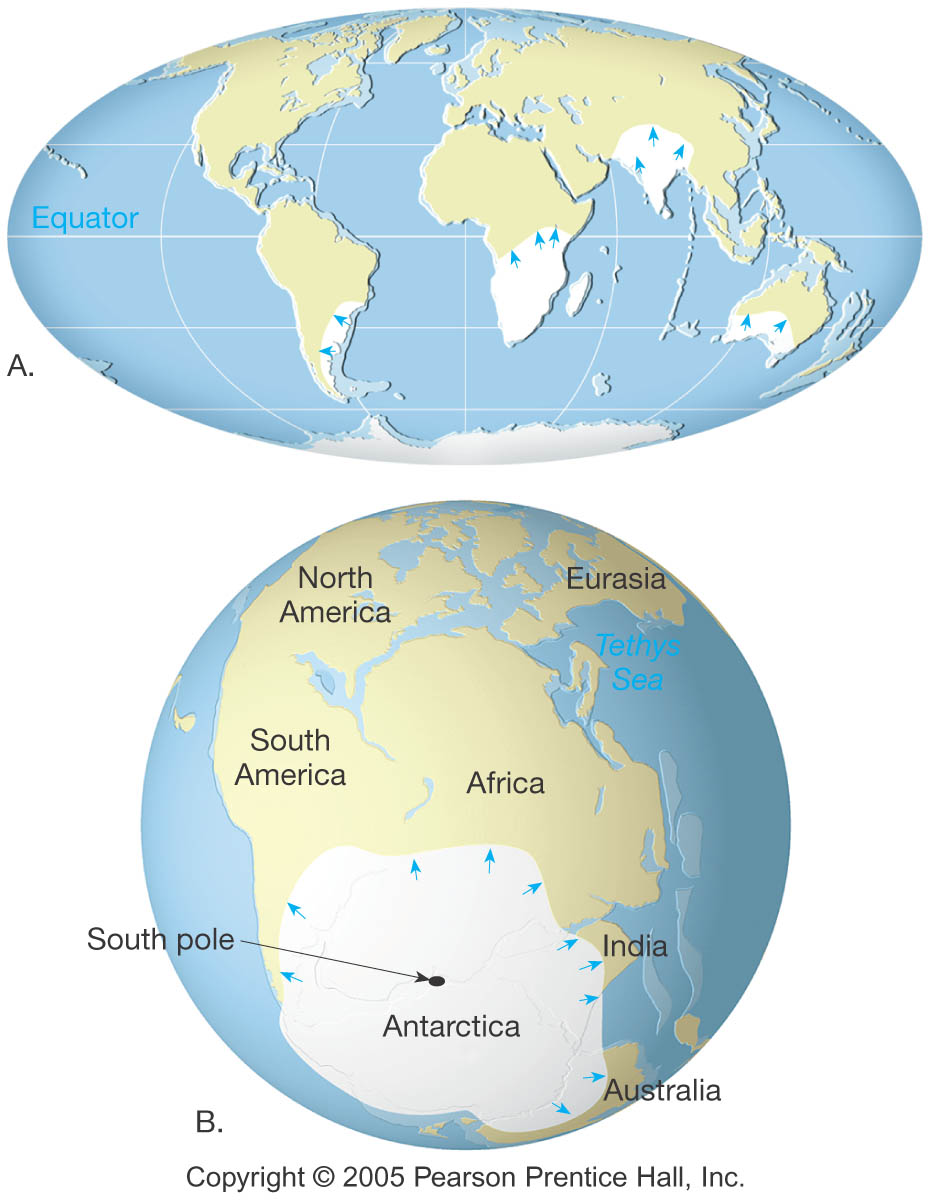 Equator
A.
North
America
Eurasia
Tethys
Sea
South
America
Africa
South pole
India
Antarctica
Australia
B.
Copyright © 2005 Pearson Prentice Hall, Inc.